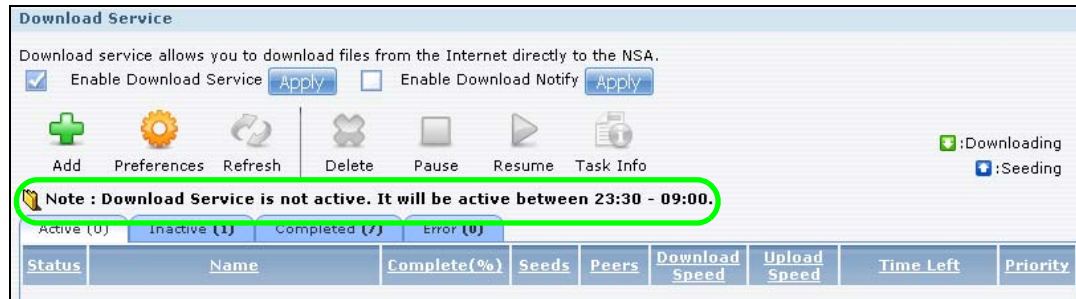 Download Service
Download service allows you to download files from the Internet directly to the NSA.
Enable Download Service Apply Enable Download Notify Apply
Add Preferences Refresh Delete Pause Resume Task Info
:Downloading
:Seeding
Note : Download Service is not active. It will be active between 23:30 - 09:00.
Active (0) Inactive (1) Completed (7) Error (0)
Status Name Complete(%) Seeds Peers Download Speed Upload Speed Time Left Priority